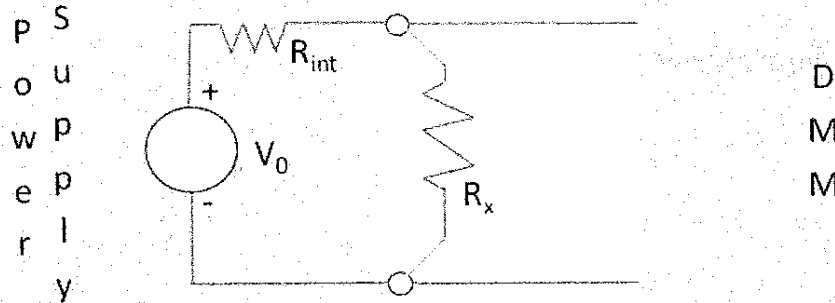 Power
Supply
R_int
+
V_0
-
R_x
DMM